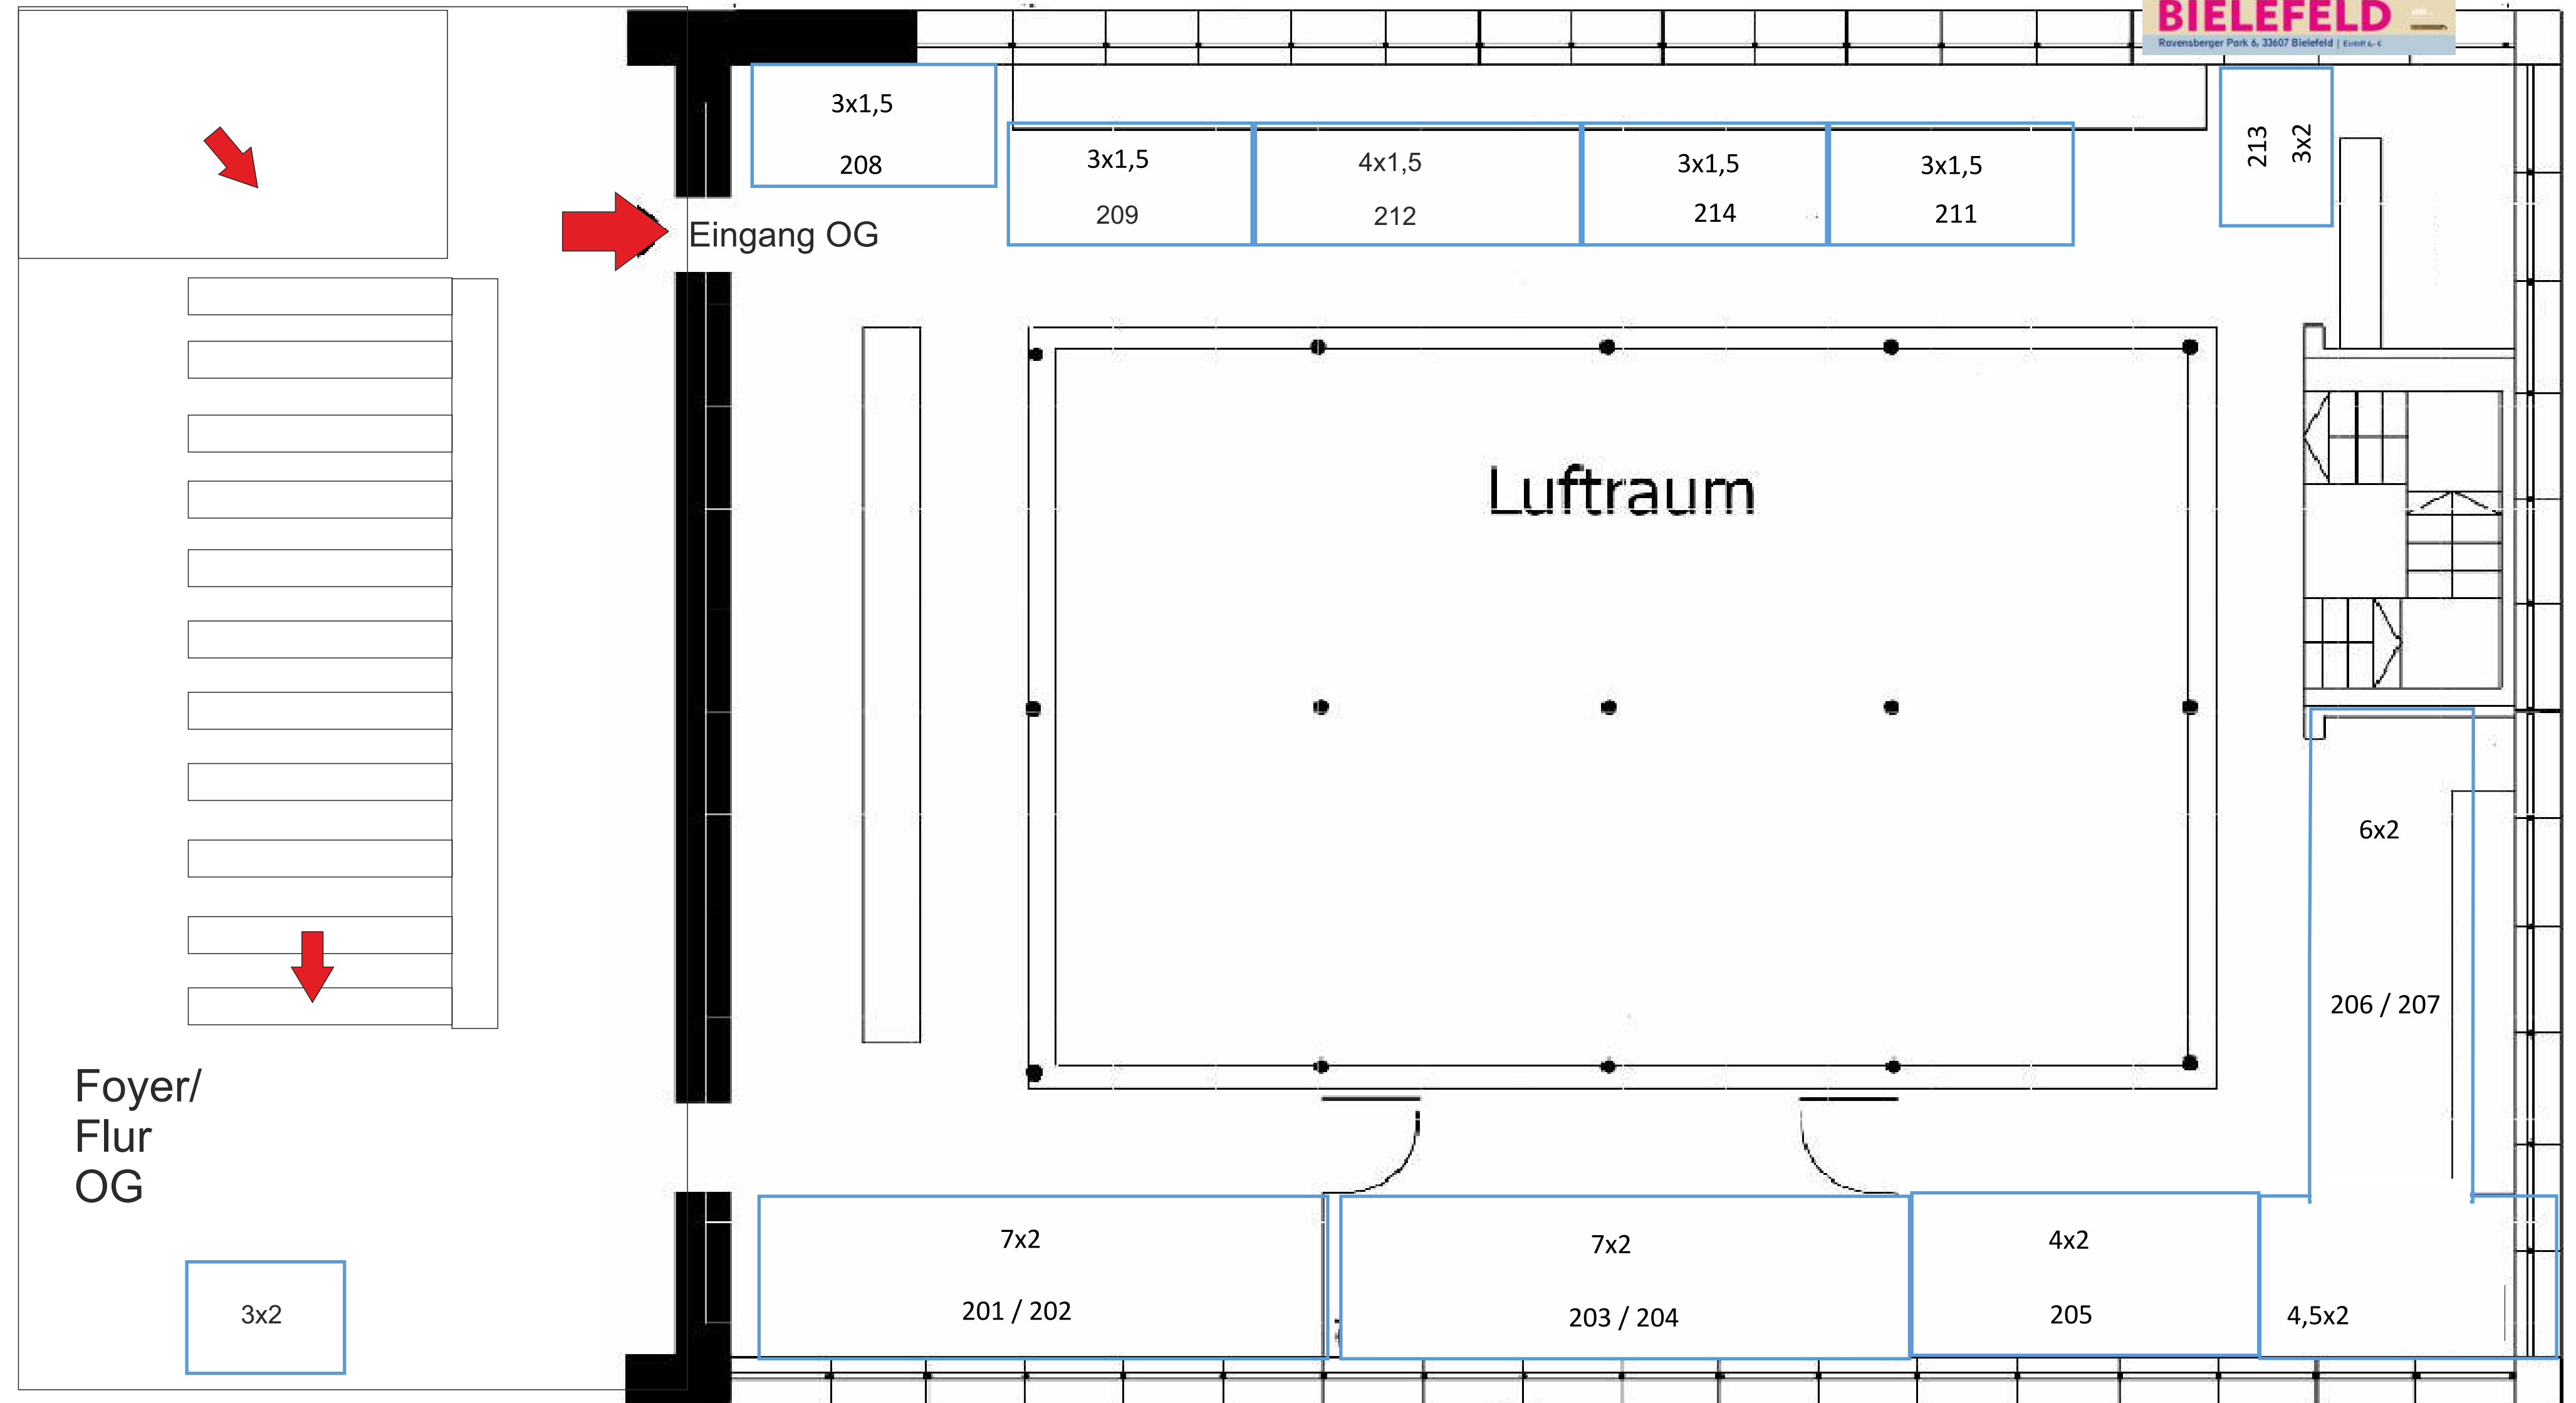 BIELEFELD
Ravensberger Park 6, 33607 Bielefeld | Eintritt 6,- €
3x1,5
208
3x1,5
209
4x1,5
212
3x1,5
214
3x1,5
211
213
3x2
Eingang OG
Luftraum
6x2
206 / 207
Foyer/
Flur
OG
3x2
7x2
201 / 202
7x2
203 / 204
4x2
205
4,5x2